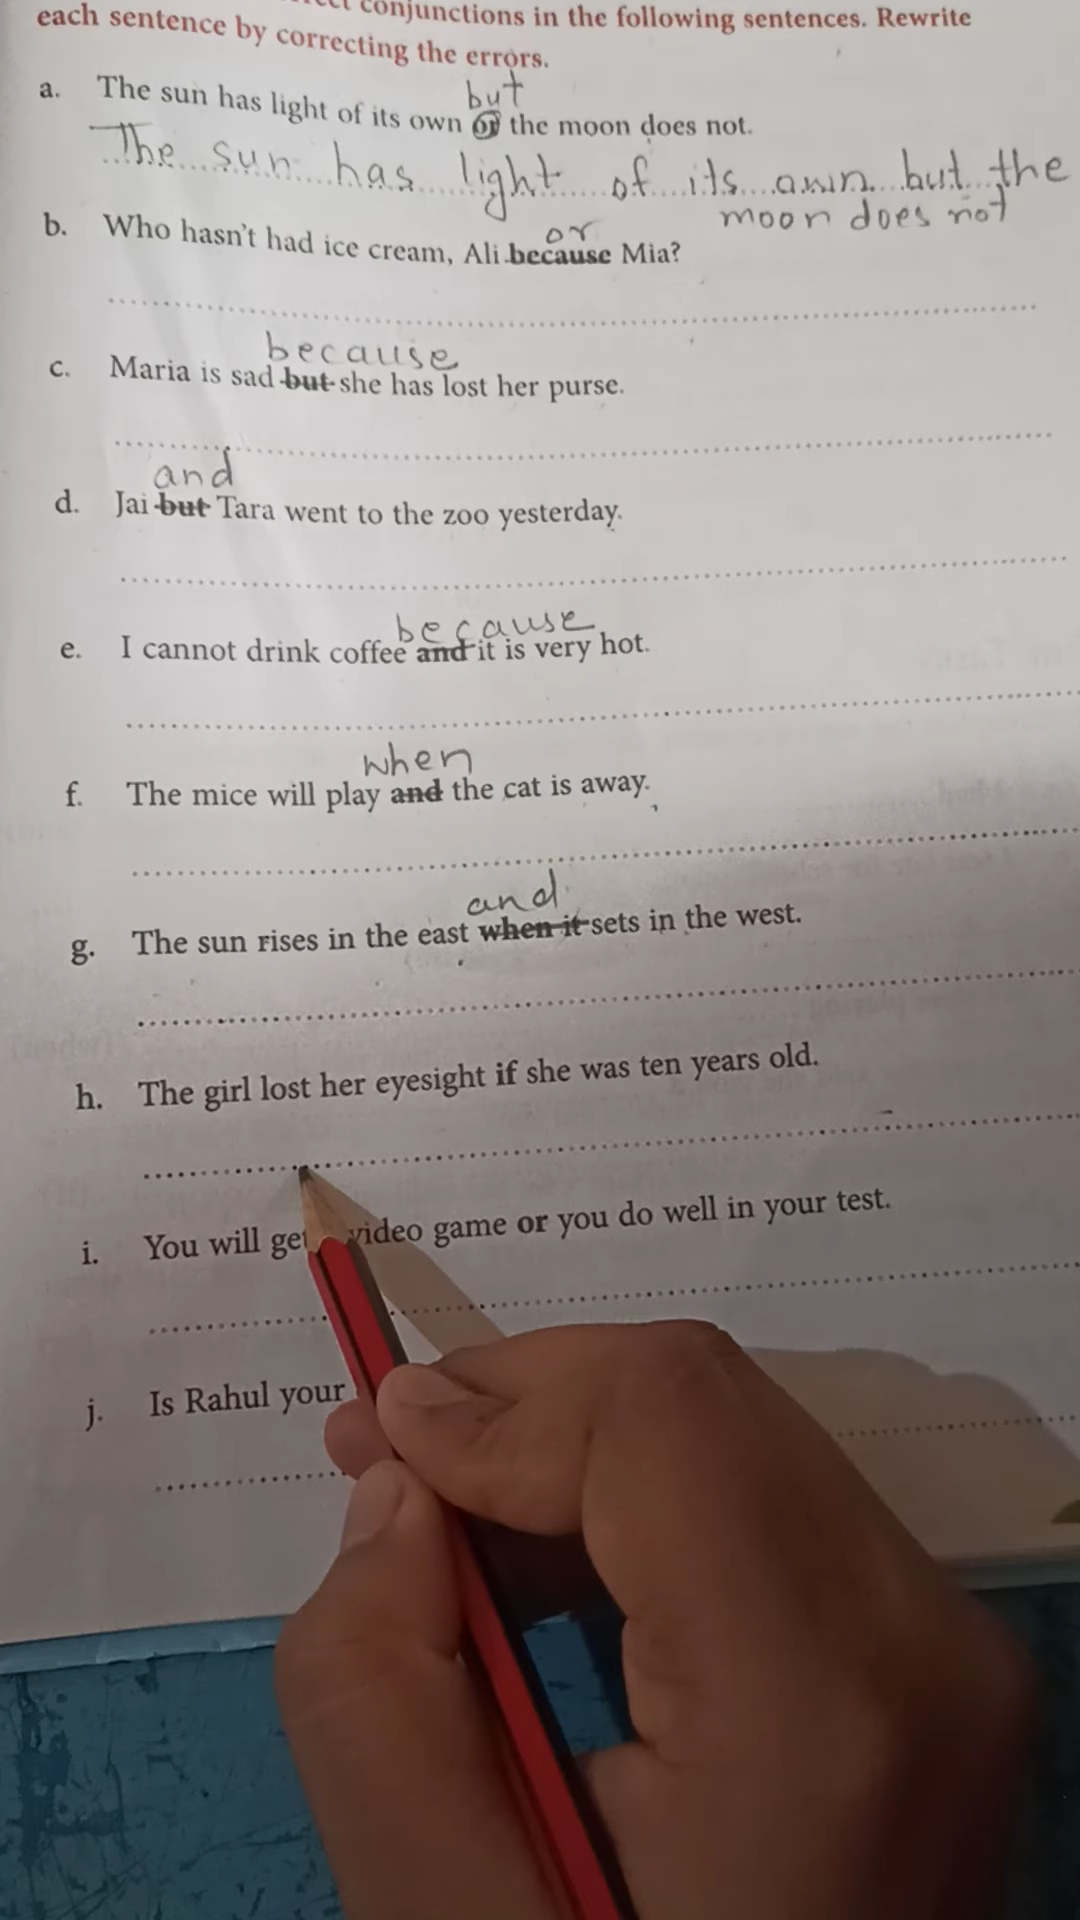 conjunctions in the following sentences. Rewrite
each sentence by correcting the errors.
but
a. The sun has light of its own or the moon does not.
The sun has light of its own but the
moon does not
or
b. Who hasn't had ice cream, Ali because Mia?
because
c. Maria is sad but she has lost her purse.
and
d. Jai but Tara went to the zoo yesterday.
because
e. I cannot drink coffee and it is very hot.
when
f. The mice will play and the cat is away.
and
g. The sun rises in the east when it sets in the west.
h. The girl lost her eyesight if she was ten years old.
i. You will get video game or you do well in your test.
j. Is Rahul your